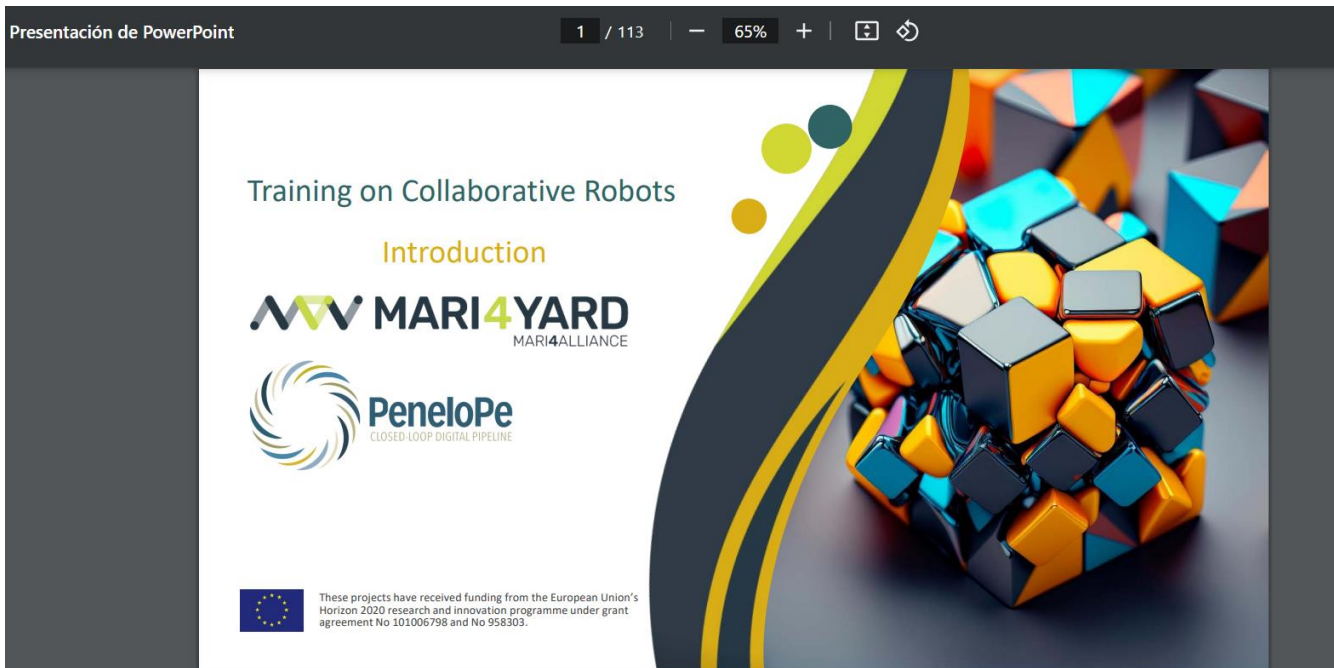 Presentación de PowerPoint
1 / 113
65%
Training on Collaborative Robots
Introduction
MARI4YARD
MARI4ALLIANCE
PeneloPe
CLOSED-LOOP DIGITAL PIPELINE
These projects have received funding from the European Union's
Horizon 2020 research and innovation programme under grant
agreement No 101006798 and No 958303.